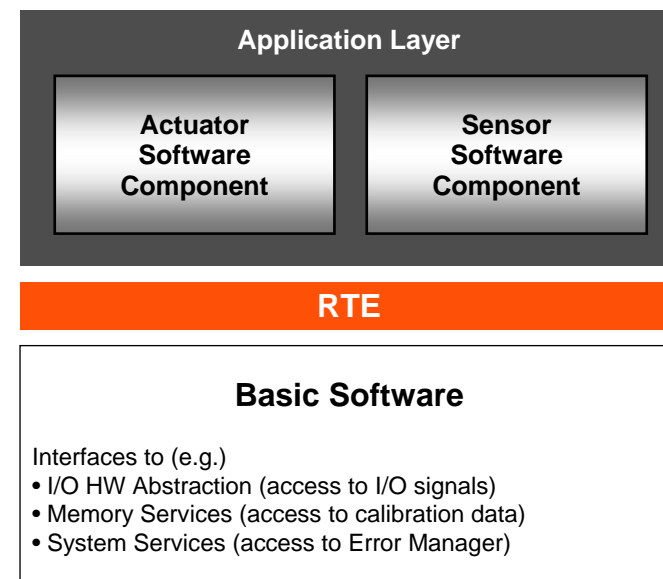 Application Layer
Actuator
Software
Component
Sensor
Software
Component
RTE
Basic Software
Interfaces to (e.g.)
• I/O HW Abstraction (access to I/O signals)
• Memory Services (access to calibration data)
• System Services (access to Error Manager)